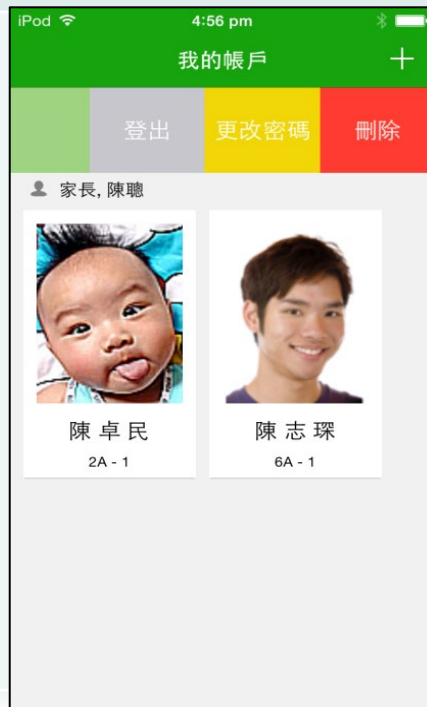 iPod 4:56 pm
我的帳戶 +
登出 更改密碼 刪除
家長, 陳聰
陳卓民 陳志琛
2A - 1 6A - 1